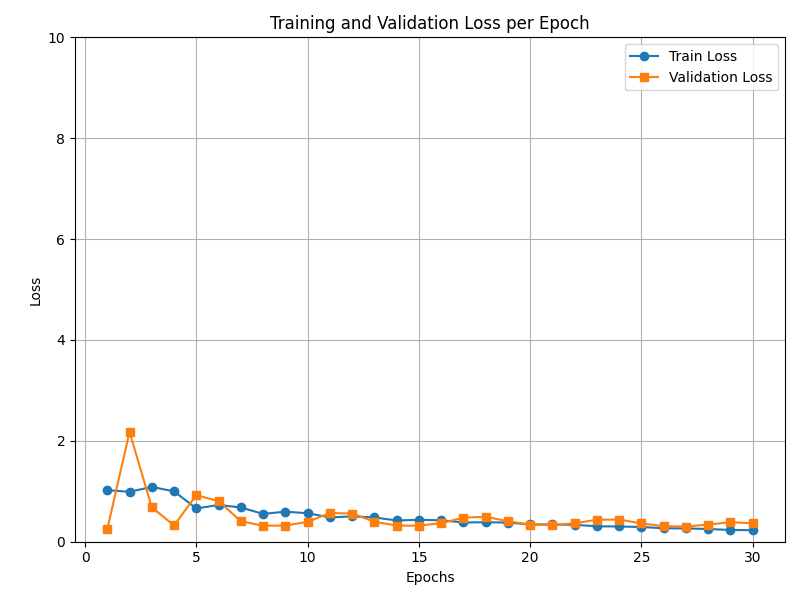 Training and Validation Loss per Epoch
Train Loss
Validation Loss
10
8
6
4
2
0
Loss
0 5 10 15 20 25 30
Epochs